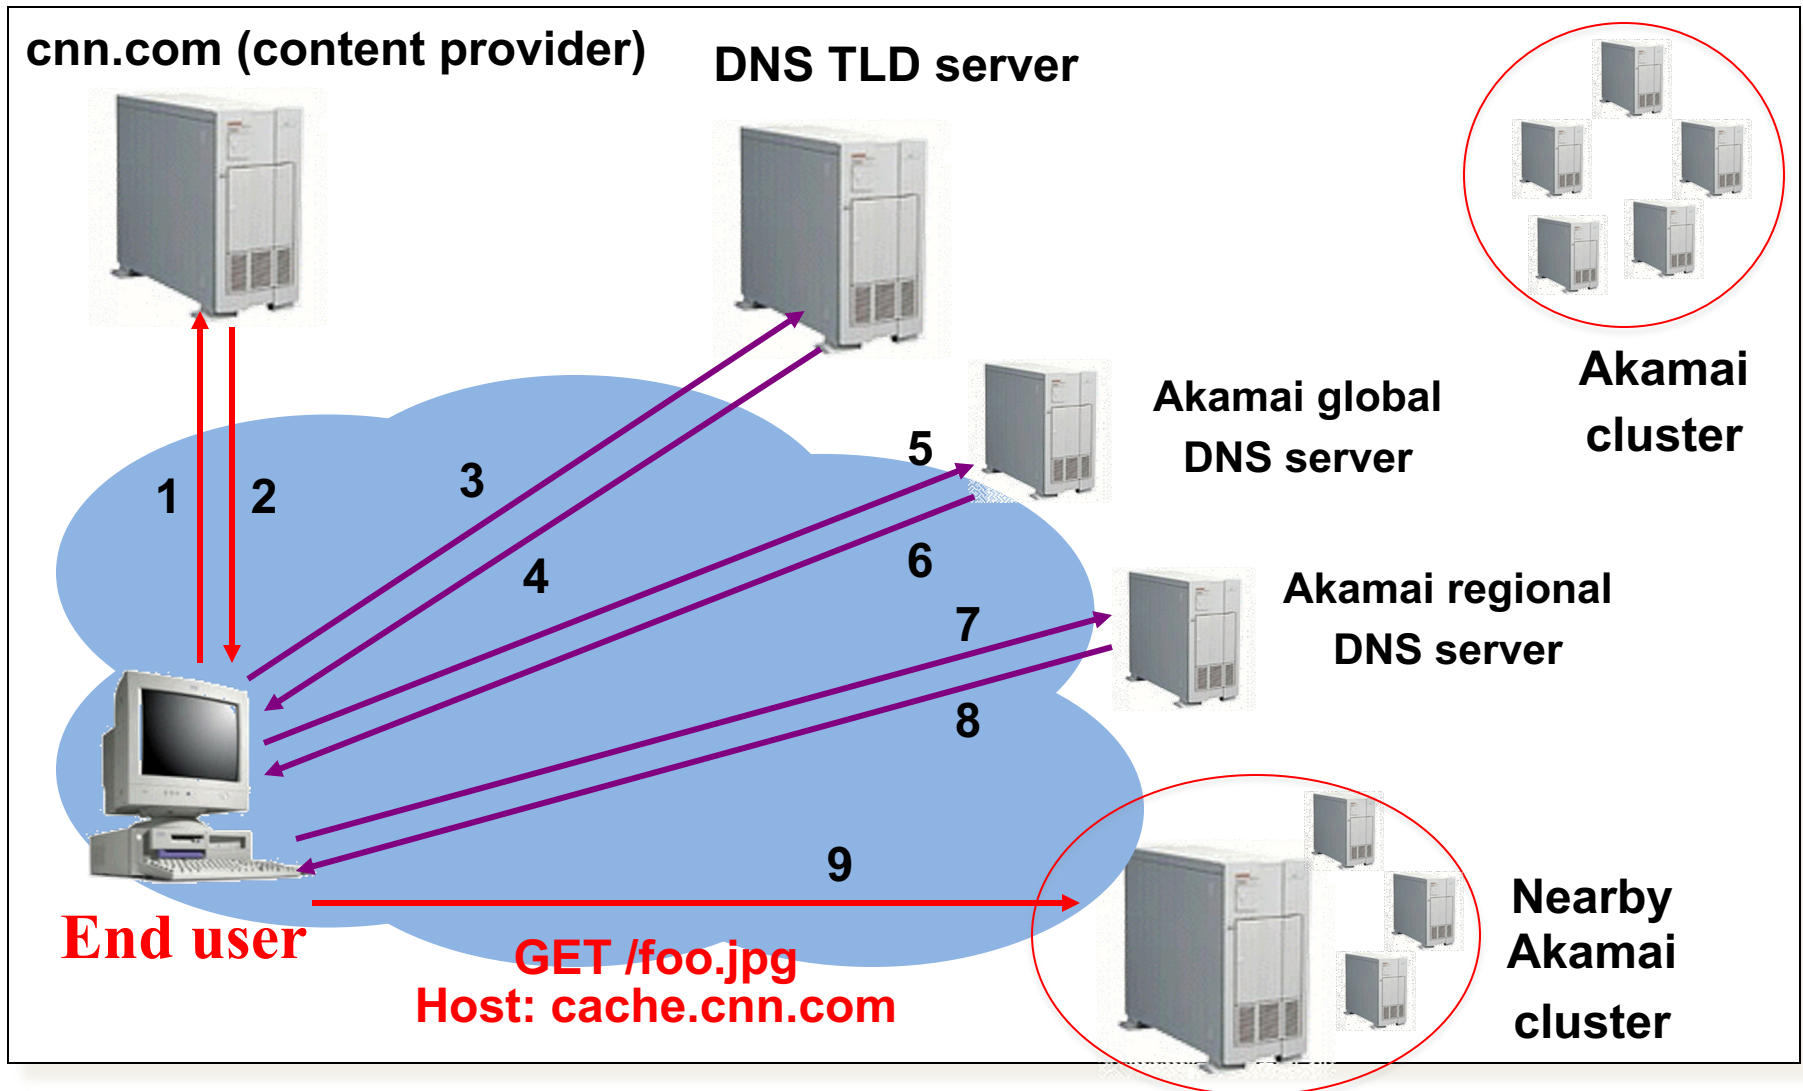 cnn.com (content provider)
DNS TLD server
Akamai
cluster
Akamai global
DNS server
5
3
1
2
6
4
Akamai regional
DNS server
7
8
9
End user
GET /foo.jpg
Host: cache.cnn.com
Nearby
Akamai
cluster